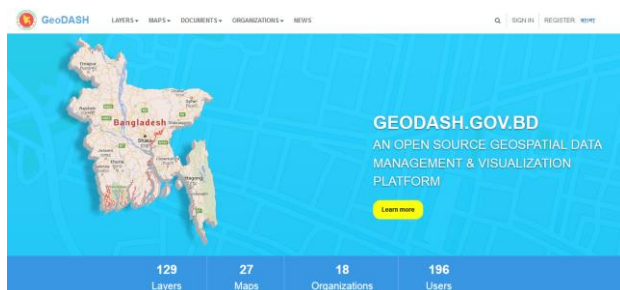 GeoDASH
LAYERS MAPS DOCUMENTS ORGANIZATIONS NEWS
SIGN IN REGISTER বাংলা
Bangladesh
Dhaka
GEODASH.GOV.BD
AN OPEN SOURCE GEOSPATIAL DATA
MANAGEMENT & VISUALIZATION
PLATFORM
Learn more
129 27 18 196
Layers Maps Organizations Users